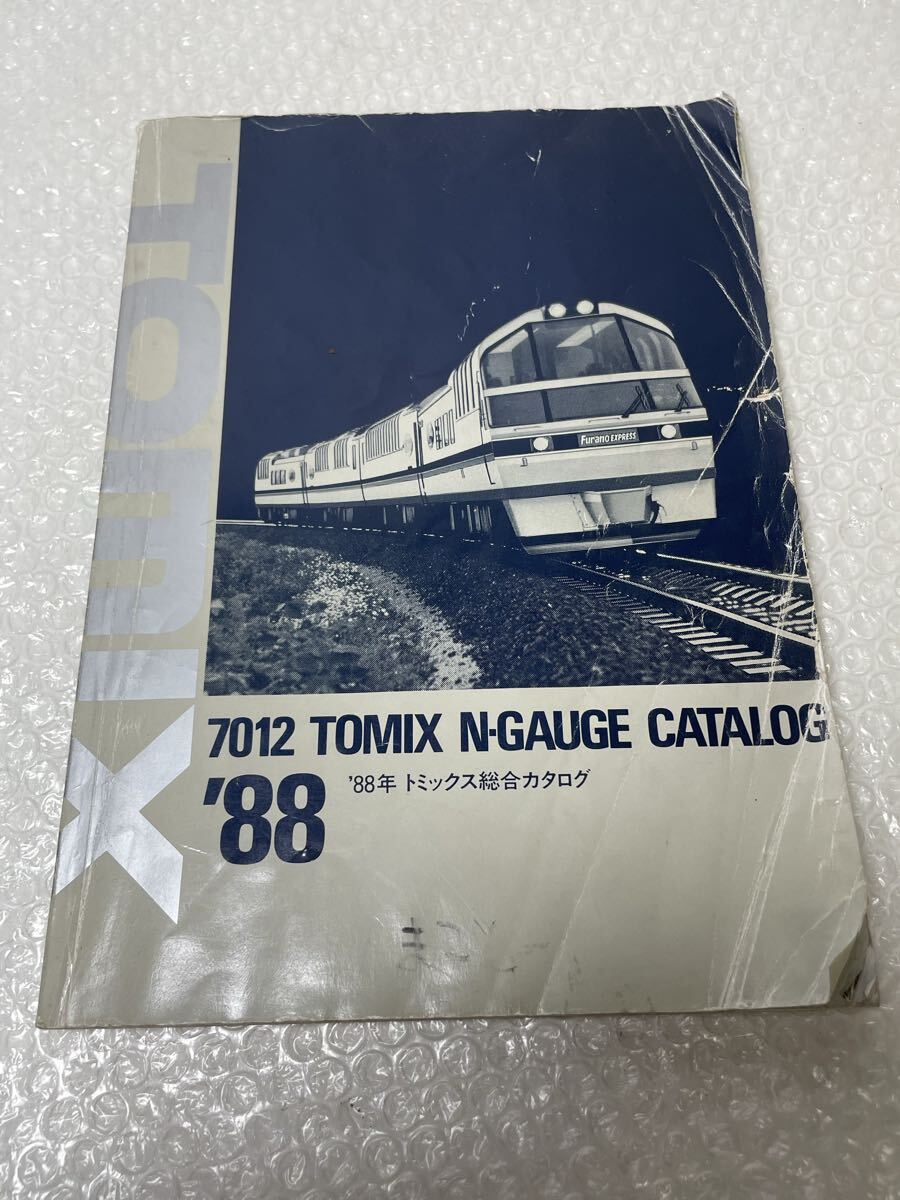 TOMIX
Furano EXPRESS
7012 TOMIX N-GAUGE CATALOG
'88
'88年 トミックス総合カタログ